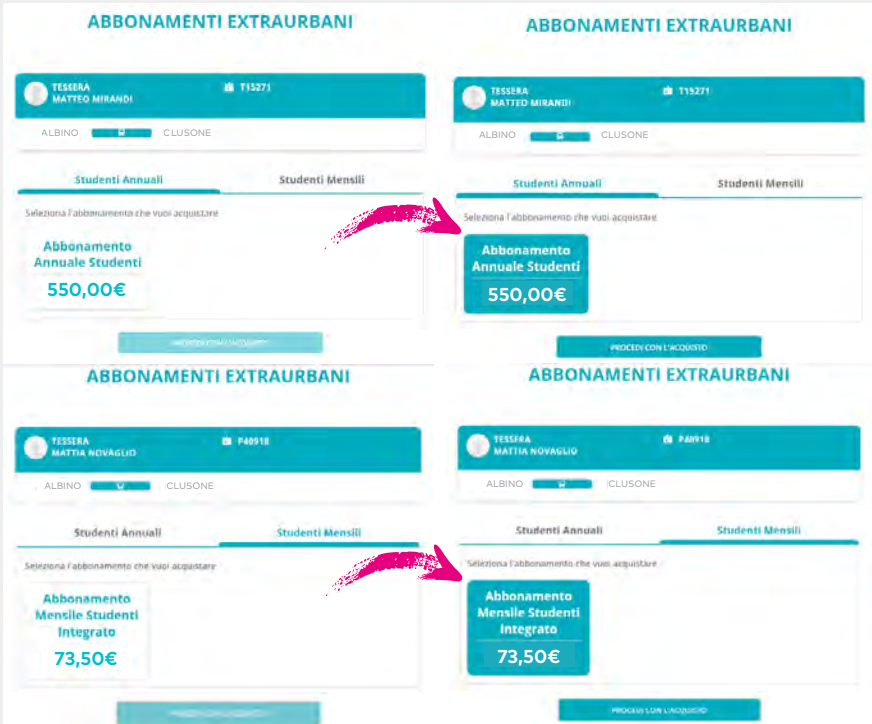 ABBONAMENTI EXTRAURBANI
TESSERA
MATTEO MIRANDI
T15271
ALBINO CLUSONE
Studenti Annuali Studenti Mensili
Seleziona l'abbonamento che vuoi acquistare
Abbonamento
Annuale Studenti
550,00€
PROCEDI CON L'ACQUISTO
ABBONAMENTI EXTRAURBANI
TESSERA
MATTEO MIRANDI
T15271
ALBINO CLUSONE
Studenti Annuali Studenti Mensili
Seleziona l'abbonamento che vuoi acquistare
Abbonamento
Annuale Studenti
550,00€
PROCEDI CON L'ACQUISTO
ABBONAMENTI EXTRAURBANI
TESSERA
MATTIA NOVAGLIO
P40918
ALBINO CLUSONE
Studenti Annuali Studenti Mensili
Seleziona l'abbonamento che vuoi acquistare
Abbonamento
Mensile Studenti
Integrato
73,50€
ABBONAMENTI EXTRAURBANI
TESSERA
MATTIA NOVAGLIO
P40918
ALBINO CLUSONE
Studenti Annuali Studenti Mensili
Seleziona l'abbonamento che vuoi acquistare
Abbonamento
Mensile Studenti
Integrato
73,50€
PROCEDI CON L'ACQUISTO